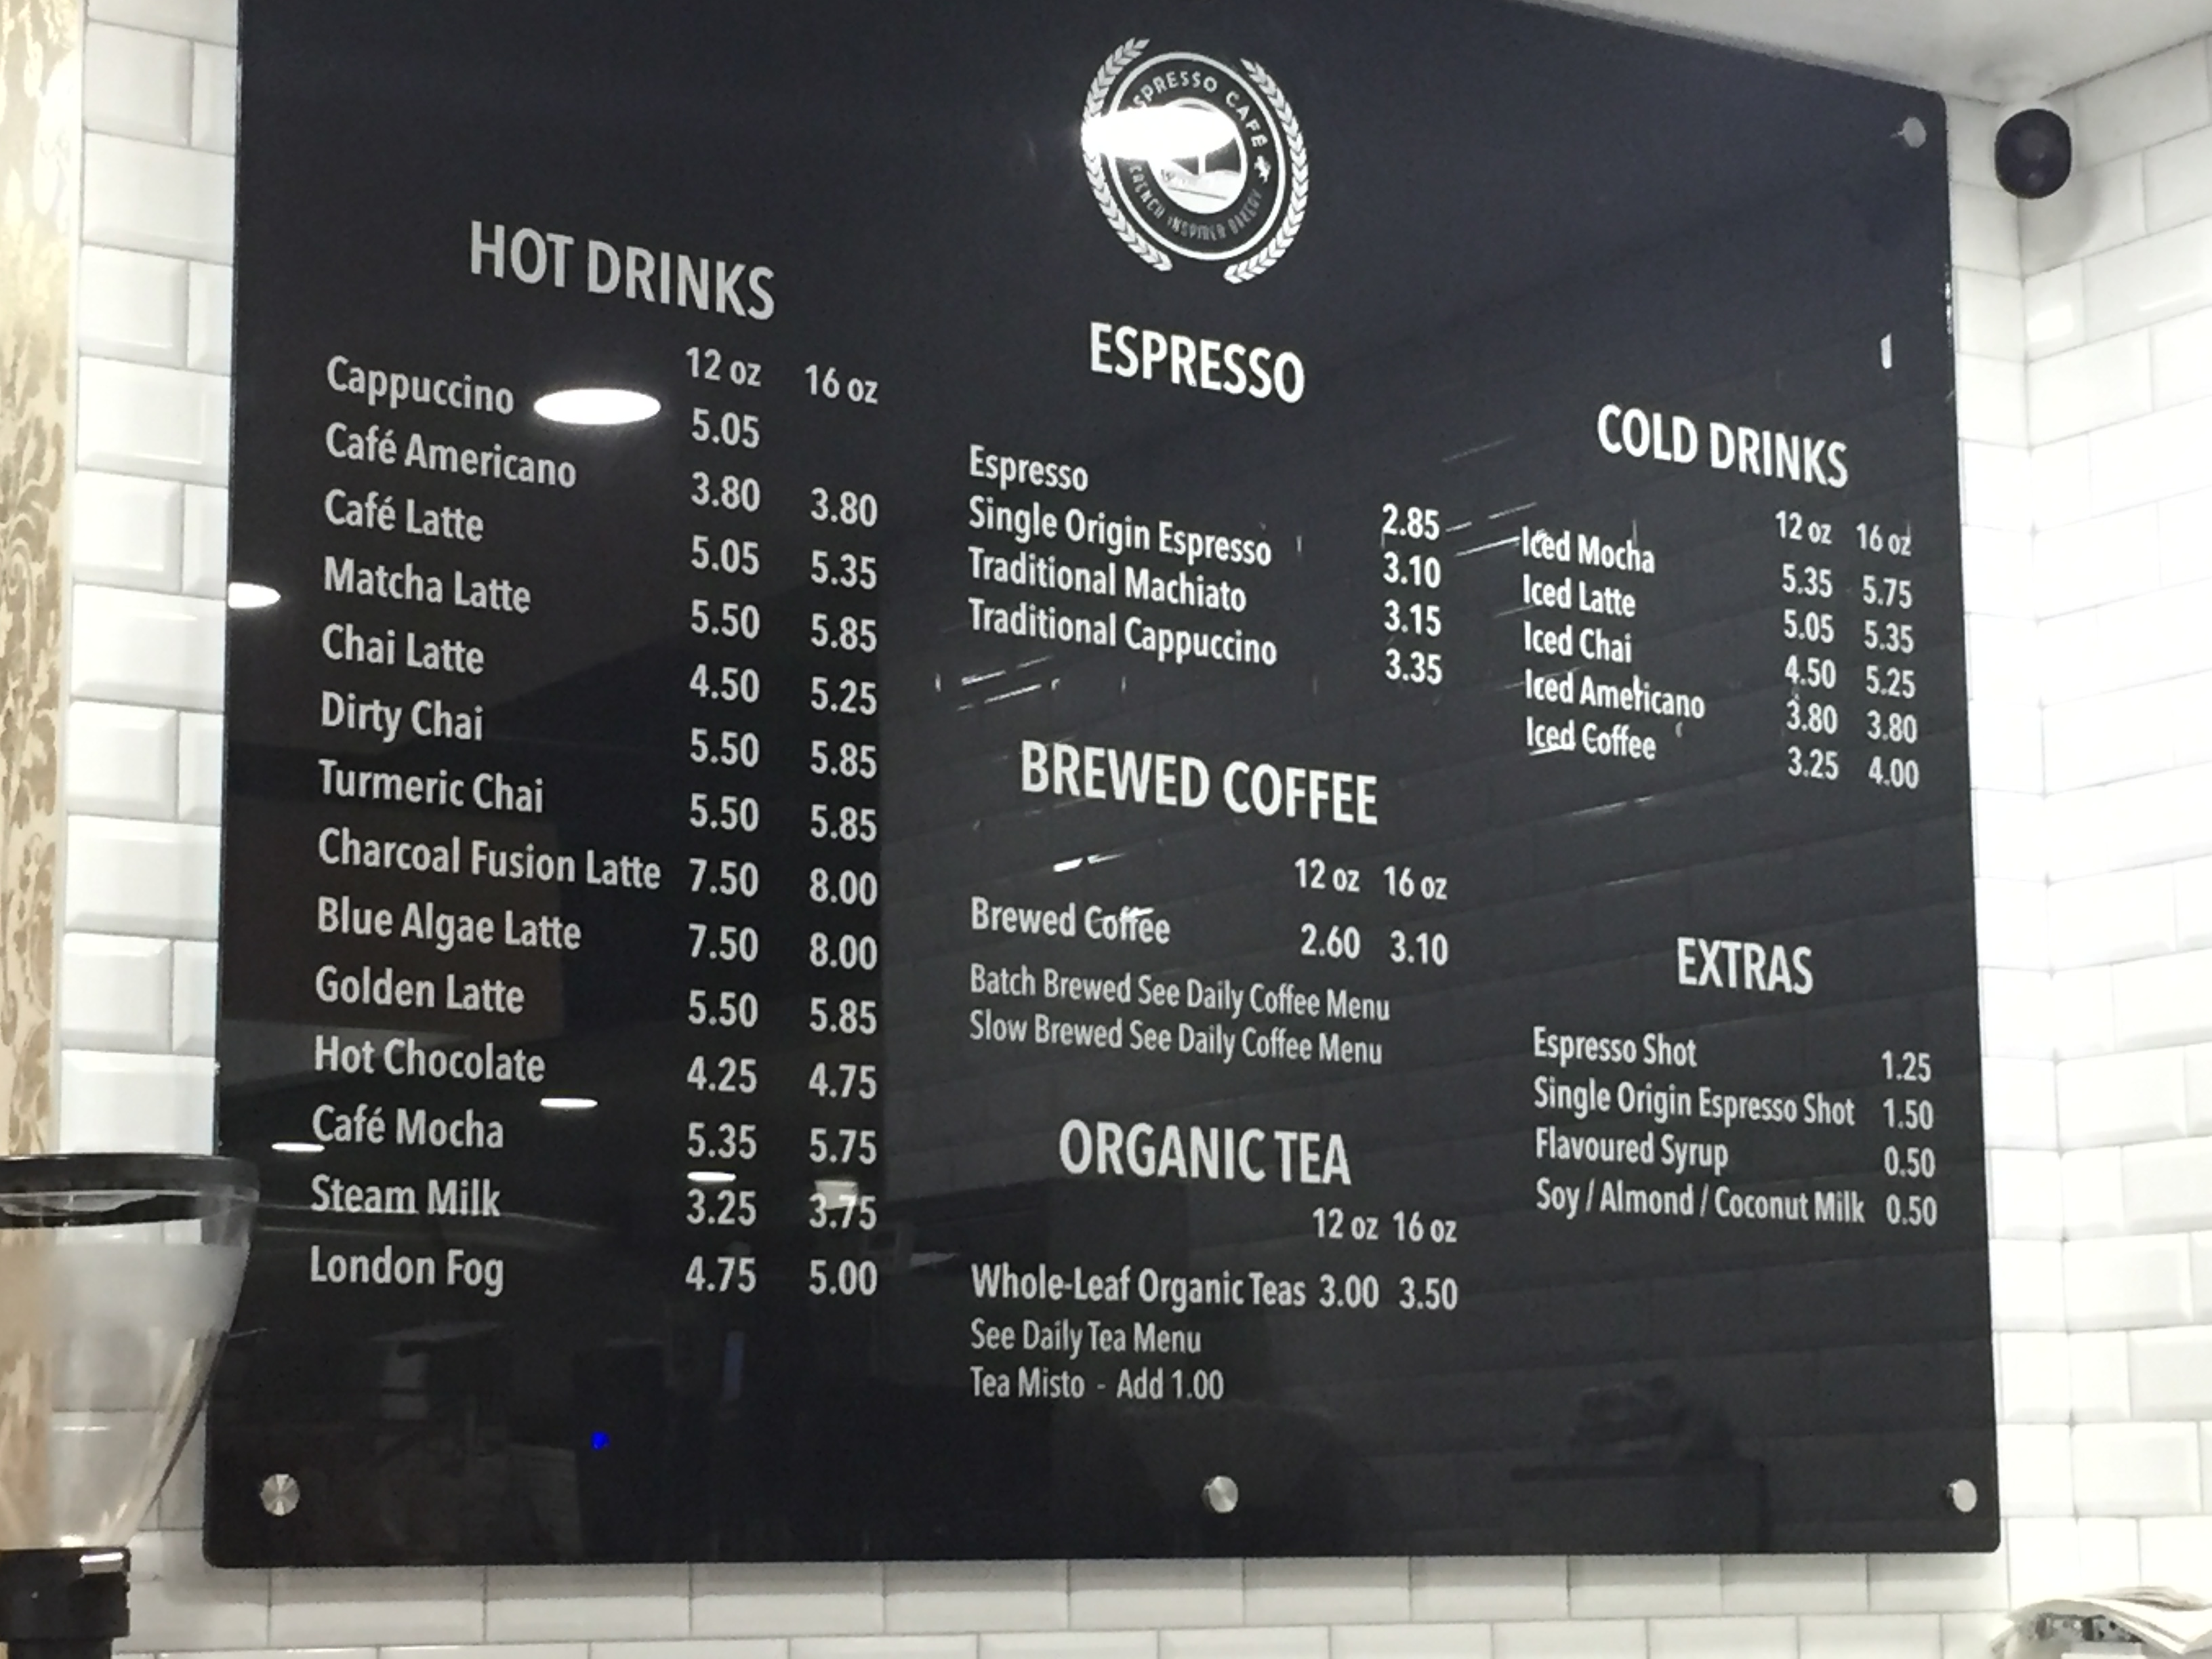 ESPRESSO CAFÉ
FRENCH INSPIRED BAKERY
HOT DRINKS
12 oz 16 oz
Cappuccino 5.05
Café Americano 3.80 3.80
Café Latte 5.05 5.35
Matcha Latte 5.50 5.85
Chai Latte 4.50 5.25
Dirty Chai 5.50 5.85
Turmeric Chai 5.50 5.85
Charcoal Fusion Latte 7.50 8.00
Blue Algae Latte 7.50 8.00
Golden Latte 5.50 5.85
Hot Chocolate 4.25 4.75
Café Mocha 5.35 5.75
Steam Milk 3.25 3.75
London Fog 4.75 5.00
ESPRESSO
Espresso 2.85
Single Origin Espresso 3.10
Traditional Machiato 3.15
Traditional Cappuccino 3.35
BREWED COFFEE
12 oz 16 oz
Brewed Coffee 2.60 3.10
Batch Brewed See Daily Coffee Menu
Slow Brewed See Daily Coffee Menu
ORGANIC TEA
12 oz 16 oz
Whole-Leaf Organic Teas 3.00 3.50
See Daily Tea Menu
Tea Misto - Add 1.00
COLD DRINKS
12 oz 16 oz
Iced Mocha 5.35 5.75
Iced Latte 5.05 5.35
Iced Chai 4.50 5.25
Iced Americano 3.80 3.80
Iced Coffee 3.25 4.00
EXTRAS
Espresso Shot 1.25
Single Origin Espresso Shot 1.50
Flavoured Syrup 0.50
Soy / Almond / Coconut Milk 0.50